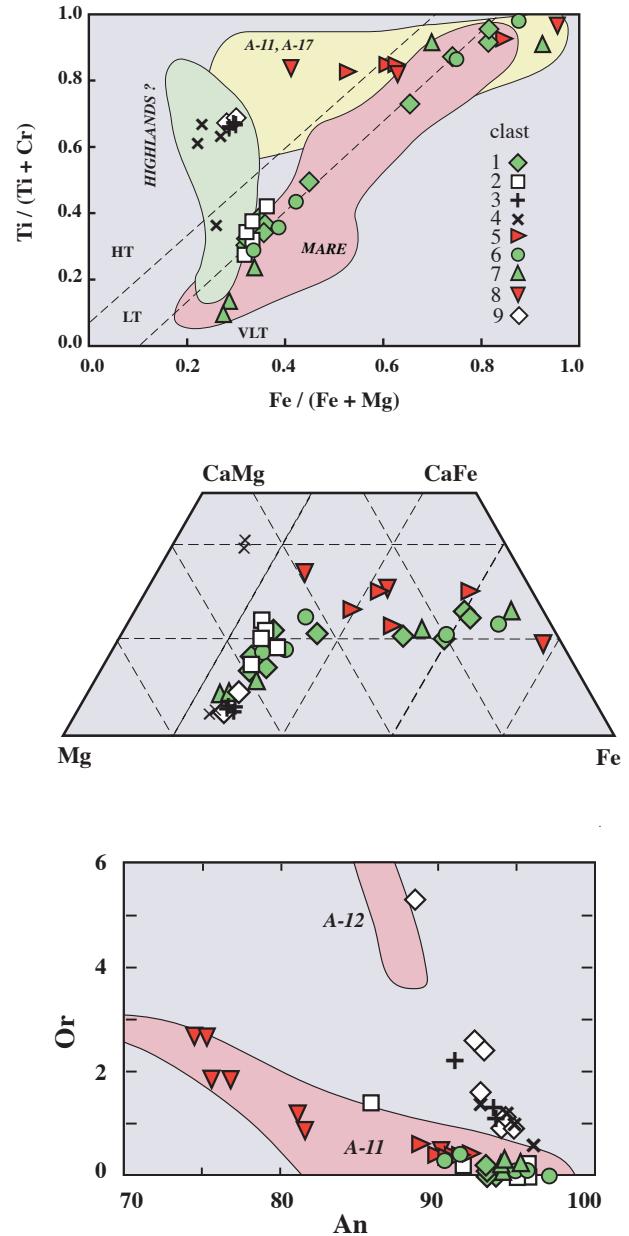 1.0
0.8
0.6
0.4
0.2
0.0
Ti / (Ti + Cr)
A-11, A-17
HIGHLANDS ?
MARE
HT
LT
VLT
clast
1
2
3
4
5
6
7
8
9
0.0 0.2 0.4 0.6 0.8 1.0
Fe / (Fe + Mg)
CaMg CaFe
Mg Fe
6
4
2
0
Or
A-12
A-11
70 80 90 100
An